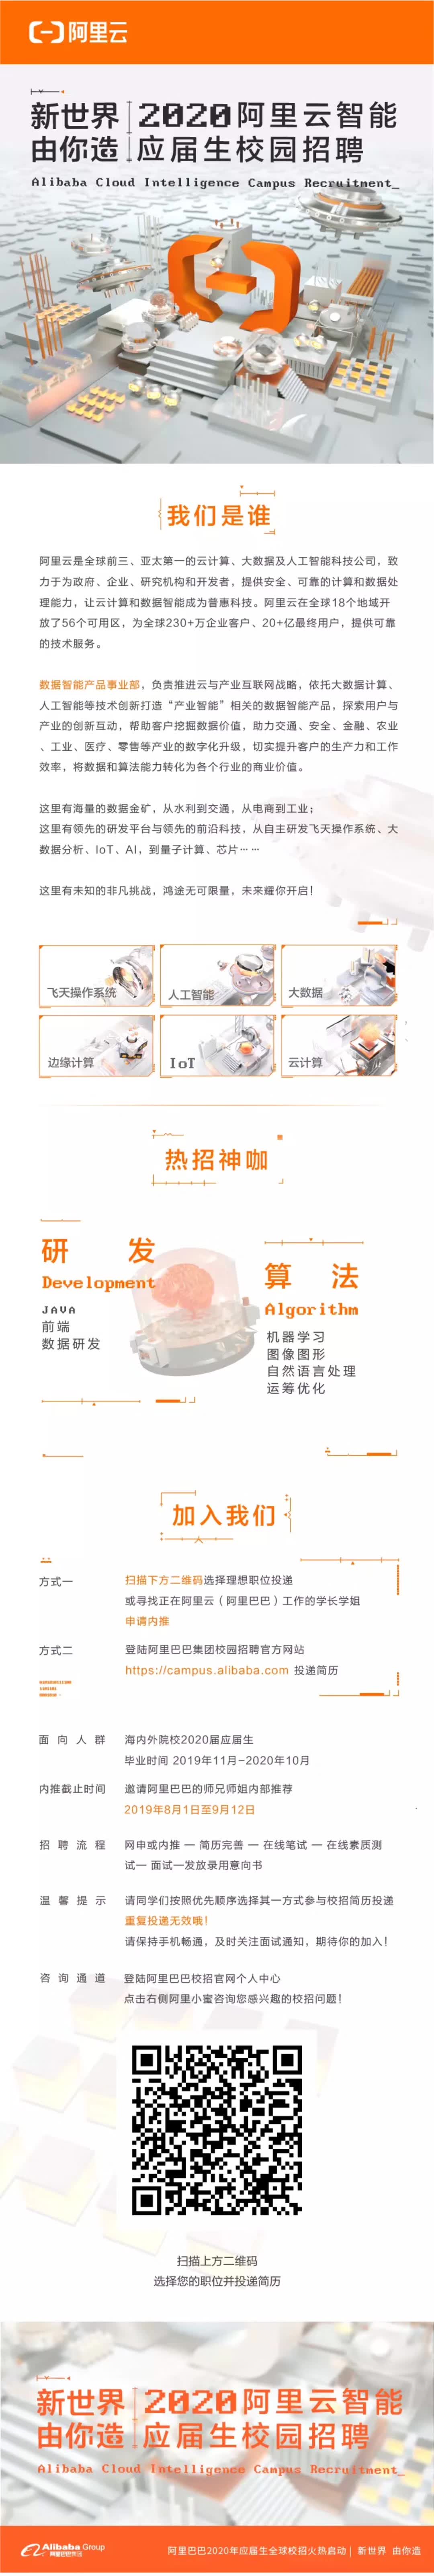 阿里云
新世界 2020阿里云智能
由你造 应届生校园招聘
Alibaba Cloud Intelligence Campus Recruitment_
我们是谁
阿里云是全球前三、亚太第一的云计算、大数据及人工智能科技公司，致
力于为政府、企业、研究机构和开发者，提供安全、可靠的计算和数据处
理能力，让云计算和数据智能成为普惠科技。阿里云在全球18个地域开
放了56个可用区，为全球230+万企业客户、20+亿最终用户，提供可靠
的技术服务。
数据智能产品事业部，负责推进云与产业互联网战略，依托大数据计算、
人工智能等技术创新打造“产业智能”相关的数据智能产品，探索用户与
产业的创新互动，帮助客户挖掘数据价值，助力交通、安全、金融、农业
、工业、医疗、零售等产业的数字化升级，切实提升客户的生产力和工作
效率，将数据和算法能力转化为各个行业的商业价值。
这里有海量的数据金矿，从水利到交通，从电商到工业；
这里有领先的研发平台与领先的前沿科技，从自主研发飞天操作系统、大
数据分析、IoT、AI，到量子计算、芯片⋯⋯
这里有未知的非凡挑战，鸿途无可限量，未来耀你开启！
飞天操作系统
人工智能
大数据
边缘计算
IoT
云计算
热招神咖
研 发
Development
JAVA
前端
数据研发
算 法
Algorithm
机器学习
图像图形
自然语言处理
运筹优化
加入我们
方式一 扫描下方二维码选择理想职位投递
或寻找正在阿里云（阿里巴巴）工作的学长学姐
申请内推
方式二 登陆阿里巴巴集团校园招聘官方网站
https://campus.alibaba.com 投递简历
面向人群 海内外院校2020届应届生
毕业时间 2019年11月-2020年10月
内推截止时间 邀请阿里巴巴的师兄师姐内部推荐
2019年8月1日至9月12日
招聘流程 网申或内推 一 简历完善 一 在线笔试 一 在线素质测
试一 面试一发放录用意向书
温馨提示 请同学们按照优先顺序选择其一方式参与校招简历投递
重复投递无效哦！
请保持手机畅通，及时关注面试通知，期待你的加入！
咨询通道 登陆阿里巴巴校招官网个人中心
点击右侧阿里小蜜咨询您感兴趣的校招问题！
扫描上方二维码
选择您的职位并投递简历
新世界 2020阿里云智能
由你造 应届生校园招聘
Alibaba Cloud Intelligence Campus Recruitment_
Alibaba Group
阿里巴巴集团
阿里巴巴2020年应届生全球校招火热启动 | 新世界 由你造